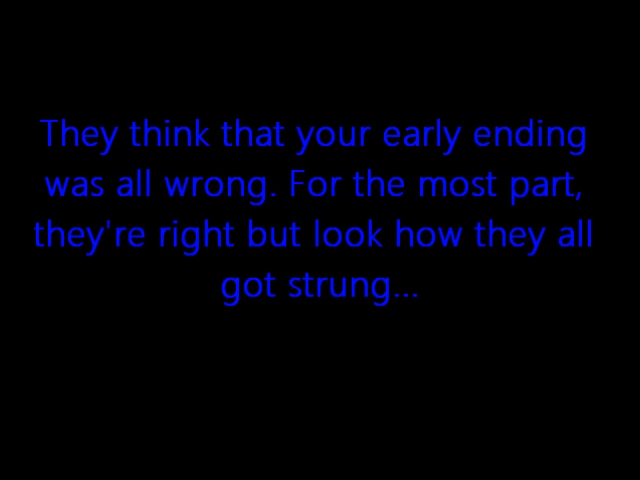 They think that your early ending
was all wrong. For the most part,
they're right but look how they all
got strung...